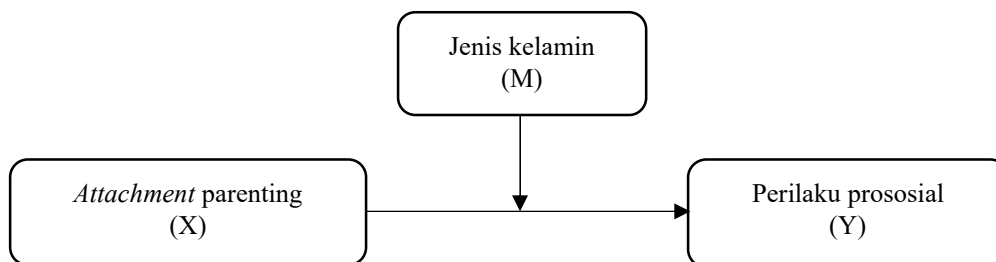 Jenis kelamin
(M)
Attachment parenting
(X)
Perilaku prososial
(Y)